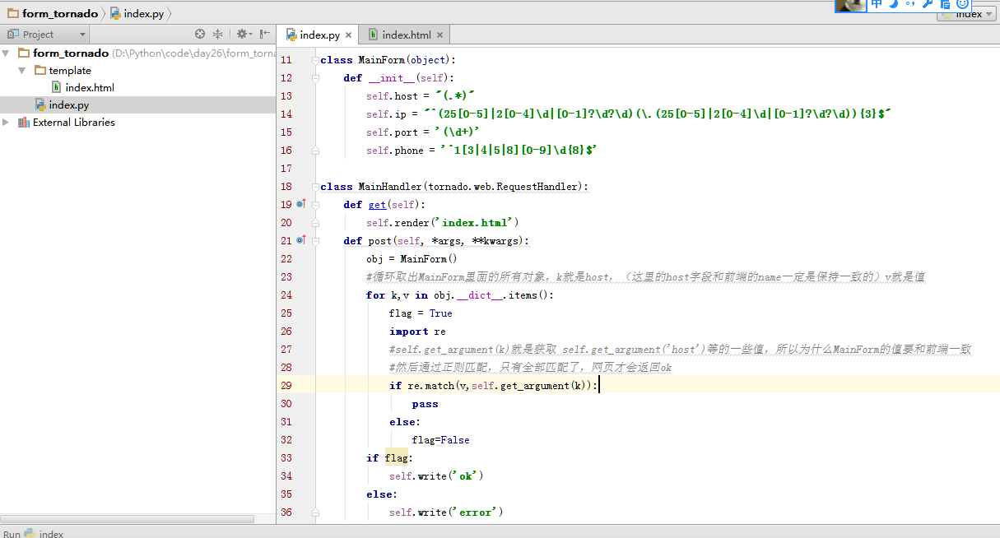 form_tornado index.py
中
index
Project
index.py index.html
form_tornado (D:\Python\code\day26\form_torna
template
index.html
index.py
External Libraries
11 class MainForm(object):
12 def __init__(self):
13 self.host = "(.*)"
14 self.ip = "^(25[0-5]|2[0-4]\d|[0-1]?\d?\d)(\.(25[0-5]|2[0-4]\d|[0-1]?\d?\d)){3}$"
15 self.port = '(\d+)'
16 self.phone = '^1[3|4|5|8][0-9]\d{8}$'
17
18 class MainHandler(tornado.web.RequestHandler):
19 def get(self):
20 self.render('index.html')
21 def post(self, *args, **kwargs):
22 obj = MainForm()
23 #循环取出MainForm里面的所有对象，k就是host，（这里的host字段和前端的name一定是保持一致的）v就是值
24 for k,v in obj.__dict__.items():
25 flag = True
26 import re
27 #self.get_argument(k)就是获取 self.get_argument('host')等的一些值，所以为什么MainForm的值要和前端一致
28 #然后通过正则匹配，只有全部匹配了，网页才会返回ok
29 if re.match(v,self.get_argument(k)):
30 pass
31 else:
32 flag=False
33 if flag:
34 self.write('ok')
35 else:
36 self.write('error')
Run index